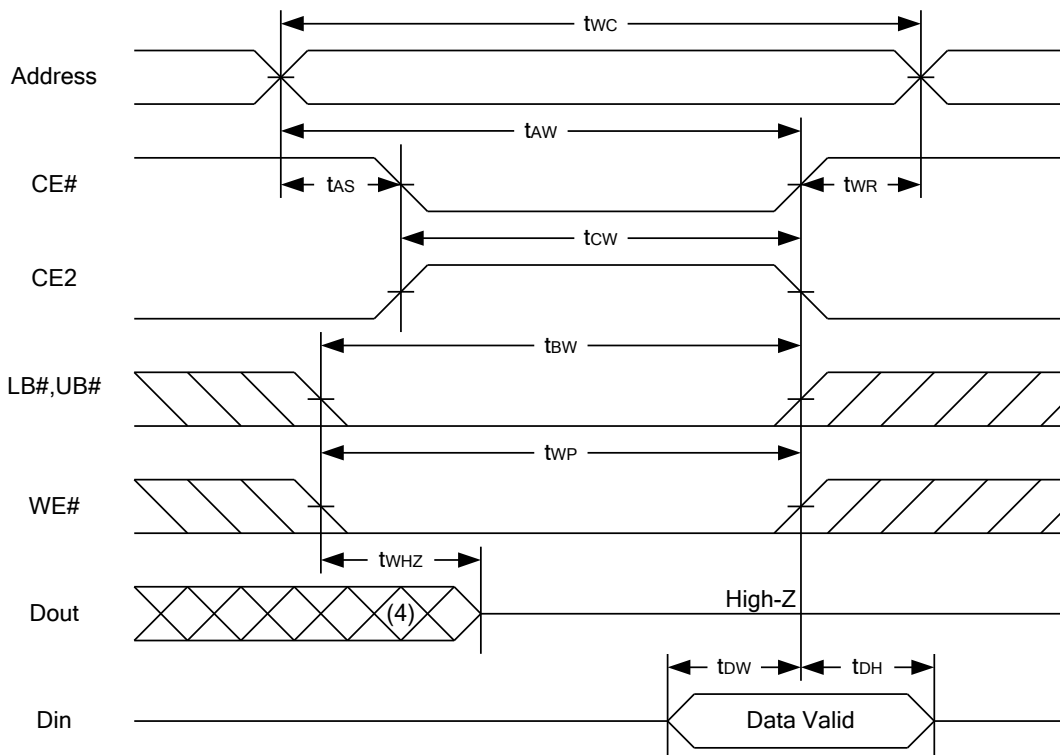 tWC
Address
tAW
CE#
tAS
tWR
tCW
CE2
tBW
LB#,UB#
tWP
WE#
tWHZ
Dout
(4)
High-Z
tDW
tDH
Din
Data Valid